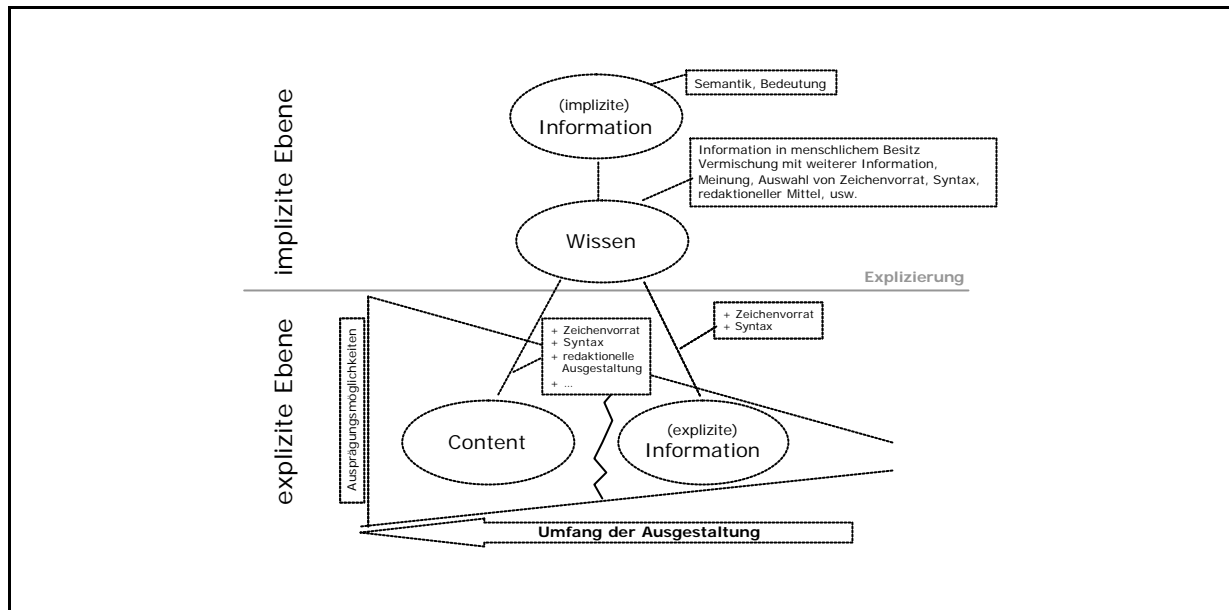 implizite Ebene
(implizite)
Information
Semantik, Bedeutung
Information in menschlichem Besitz
Vermischung mit weiterer Information,
Meinung, Auswahl von Zeichenvorrat, Syntax,
redaktioneller Mittel, usw.
Wissen
Explizierung
explizite Ebene
Ausprägungsmöglichkeiten
+ Zeichenvorrat
+ Syntax
+ redaktionelle
Ausgestaltung
+ ...
+ Zeichenvorrat
+ Syntax
Content
(explizite)
Information
Umfang der Ausgestaltung